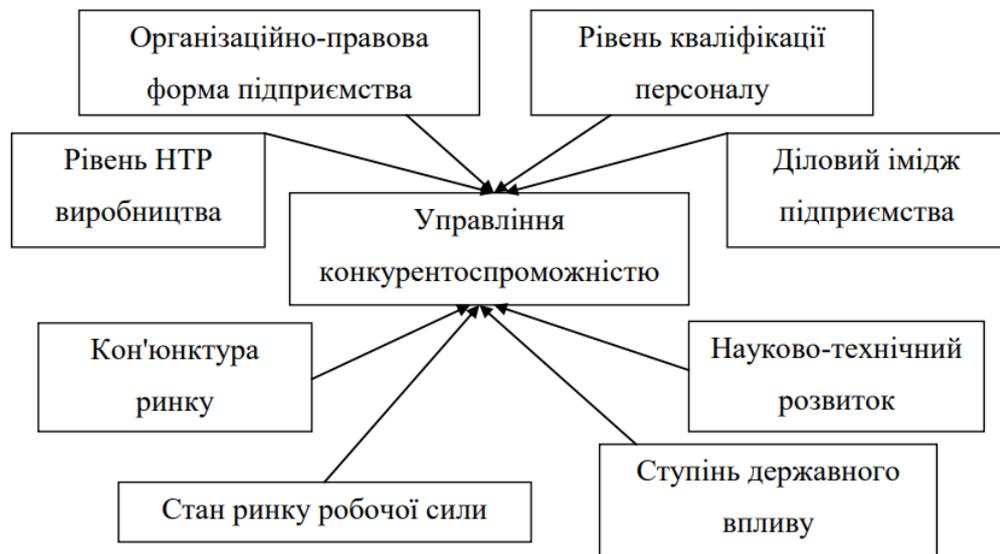 Організаційно-правова
форма підприємства
Рівень кваліфікації
персоналу
Рівень НТР
виробництва
Діловий імідж
підприємства
Управління
конкурентоспроможністю
Кон'юнктура
ринку
Науково-технічний
розвиток
Стан ринку робочої сили
Ступінь державного
впливу